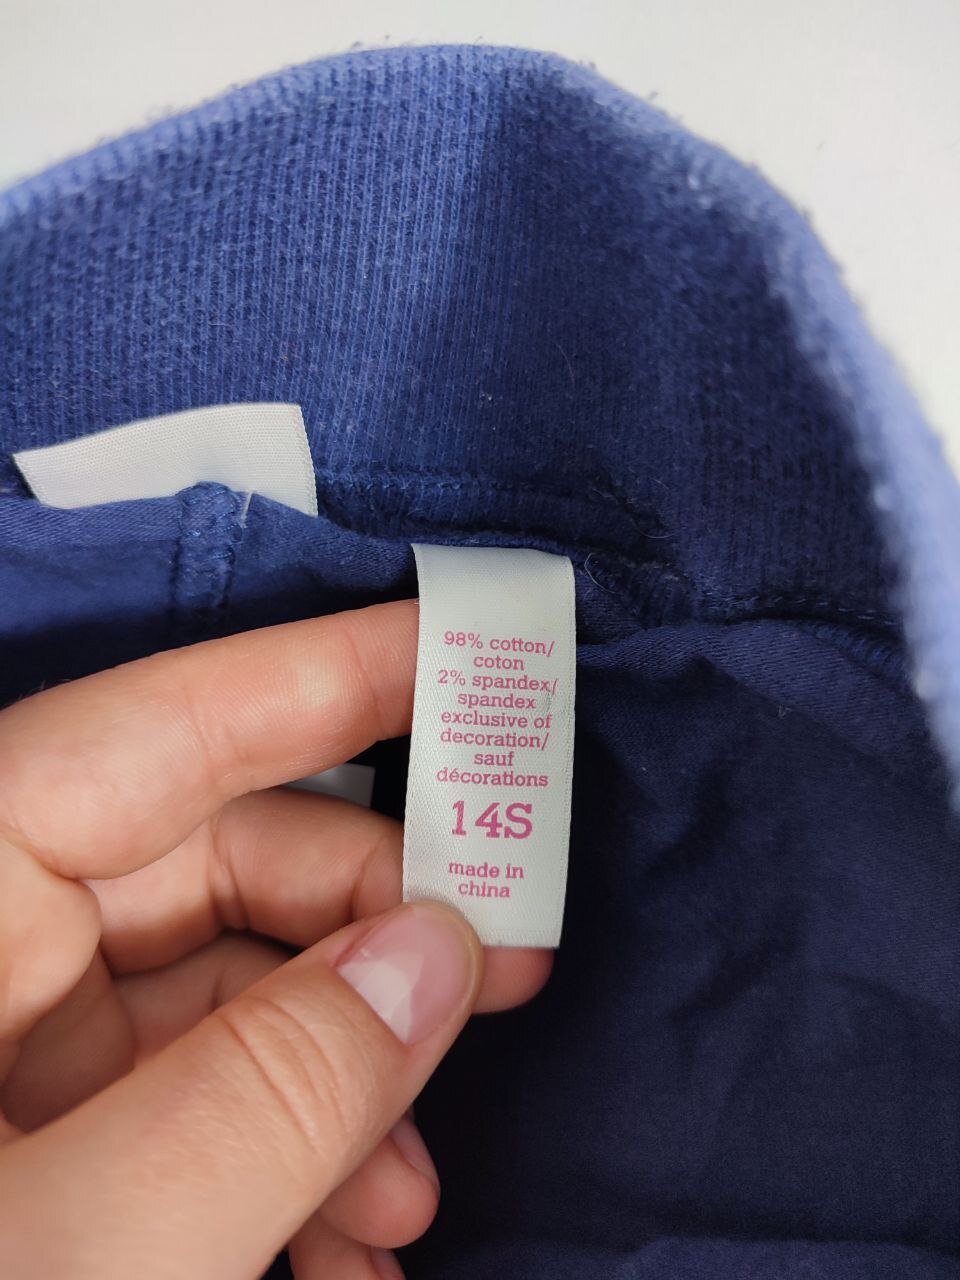 98% cotton/
coton
2% spandex/
spandex
exclusive of
decoration/
sauf
décorations
14S
made in
china